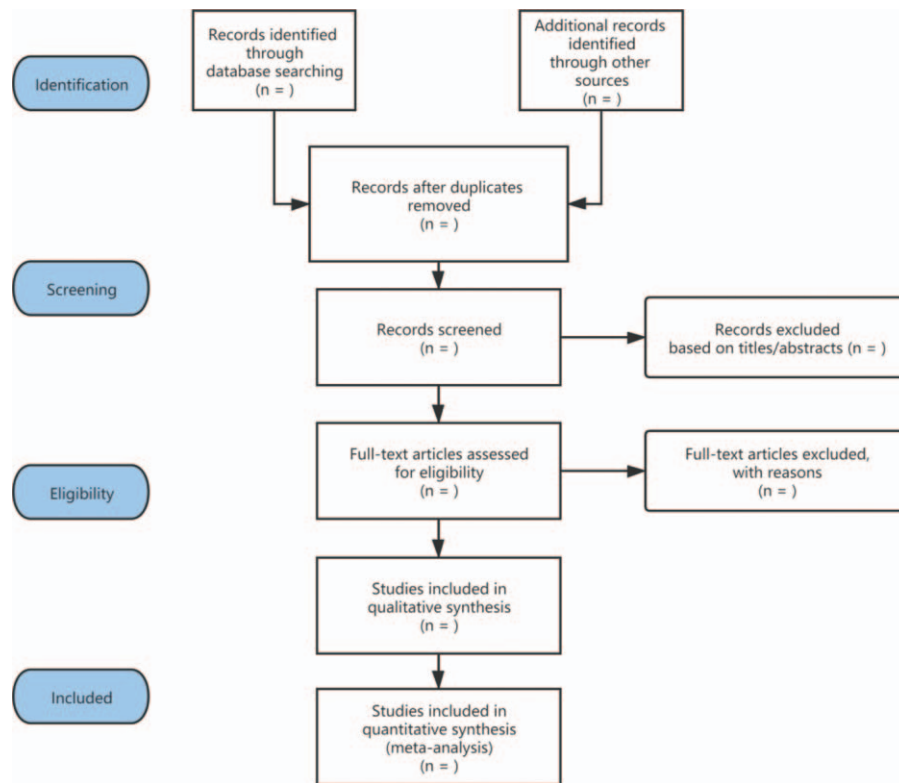 Records identified
through
database searching
(n = )
Additional records
identified
through other
sources
(n = )
Identification
Records after duplicates
removed
(n = )
Screening
Records screened
(n = )
Records excluded
based on titles/abstracts (n = )
Full-text articles assessed
for eligibility
(n = )
Full-text articles excluded,
with reasons
(n = )
Eligibility
Studies included in
qualitative synthesis
(n = )
Included
Studies included in
quantitative synthesis
(meta-analysis)
(n = )